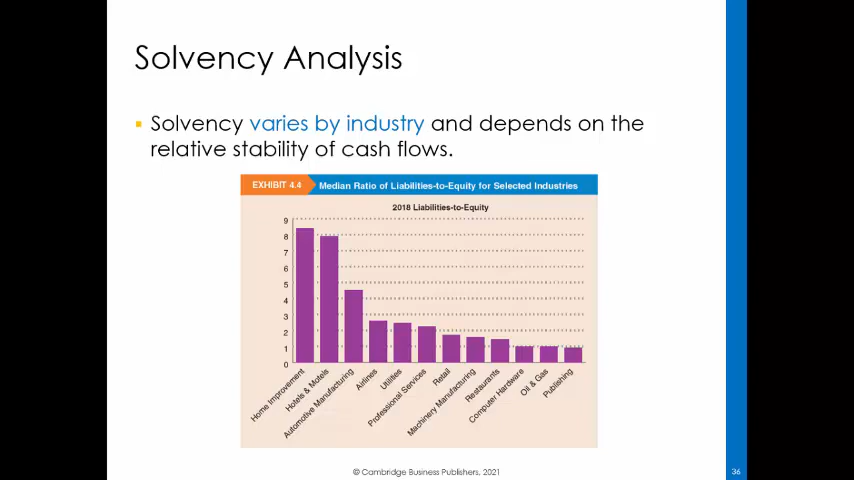 Solvency Analysis
Solvency varies by industry and depends on the
relative stability of cash flows.
EXHIBIT 4.4 Median Ratio of Liabilities-to-Equity for Selected Industries
2018 Liabilities-to-Equity
9
8
7
6
5
4
3
2
1
0
Home Improvement
Hotels & Motels
Automotive Manufacturing
Airlines
Utilities
Professional Services
Retail
Machinery Manufacturing
Restaurants
Computer Hardware
Oil & Gas
Publishing
© Cambridge Business Publishers, 2021
36